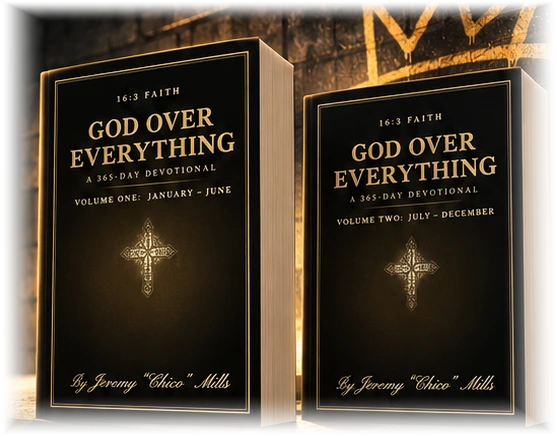 16:3 FAITH
GOD OVER
EVERYTHING
A 365-DAY DEVOTIONAL
VOLUME ONE: JANUARY – JUNE
By Jeremy "Chico" Mills
16:3 FAITH
GOD OVER
EVERYTHING
A 365-DAY DEVOTIONAL
VOLUME TWO: JULY – DECEMBER
By Jeremy "Chico" Mills